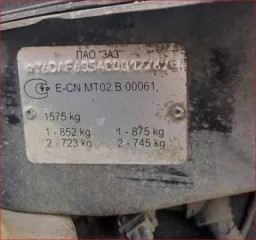 ПАО "ЗАЗ"
E-CN.MT02.B.00061.
1575 kg
1 - 852 kg 1 - 875 kg
2 - 723 kg 2 - 745 kg